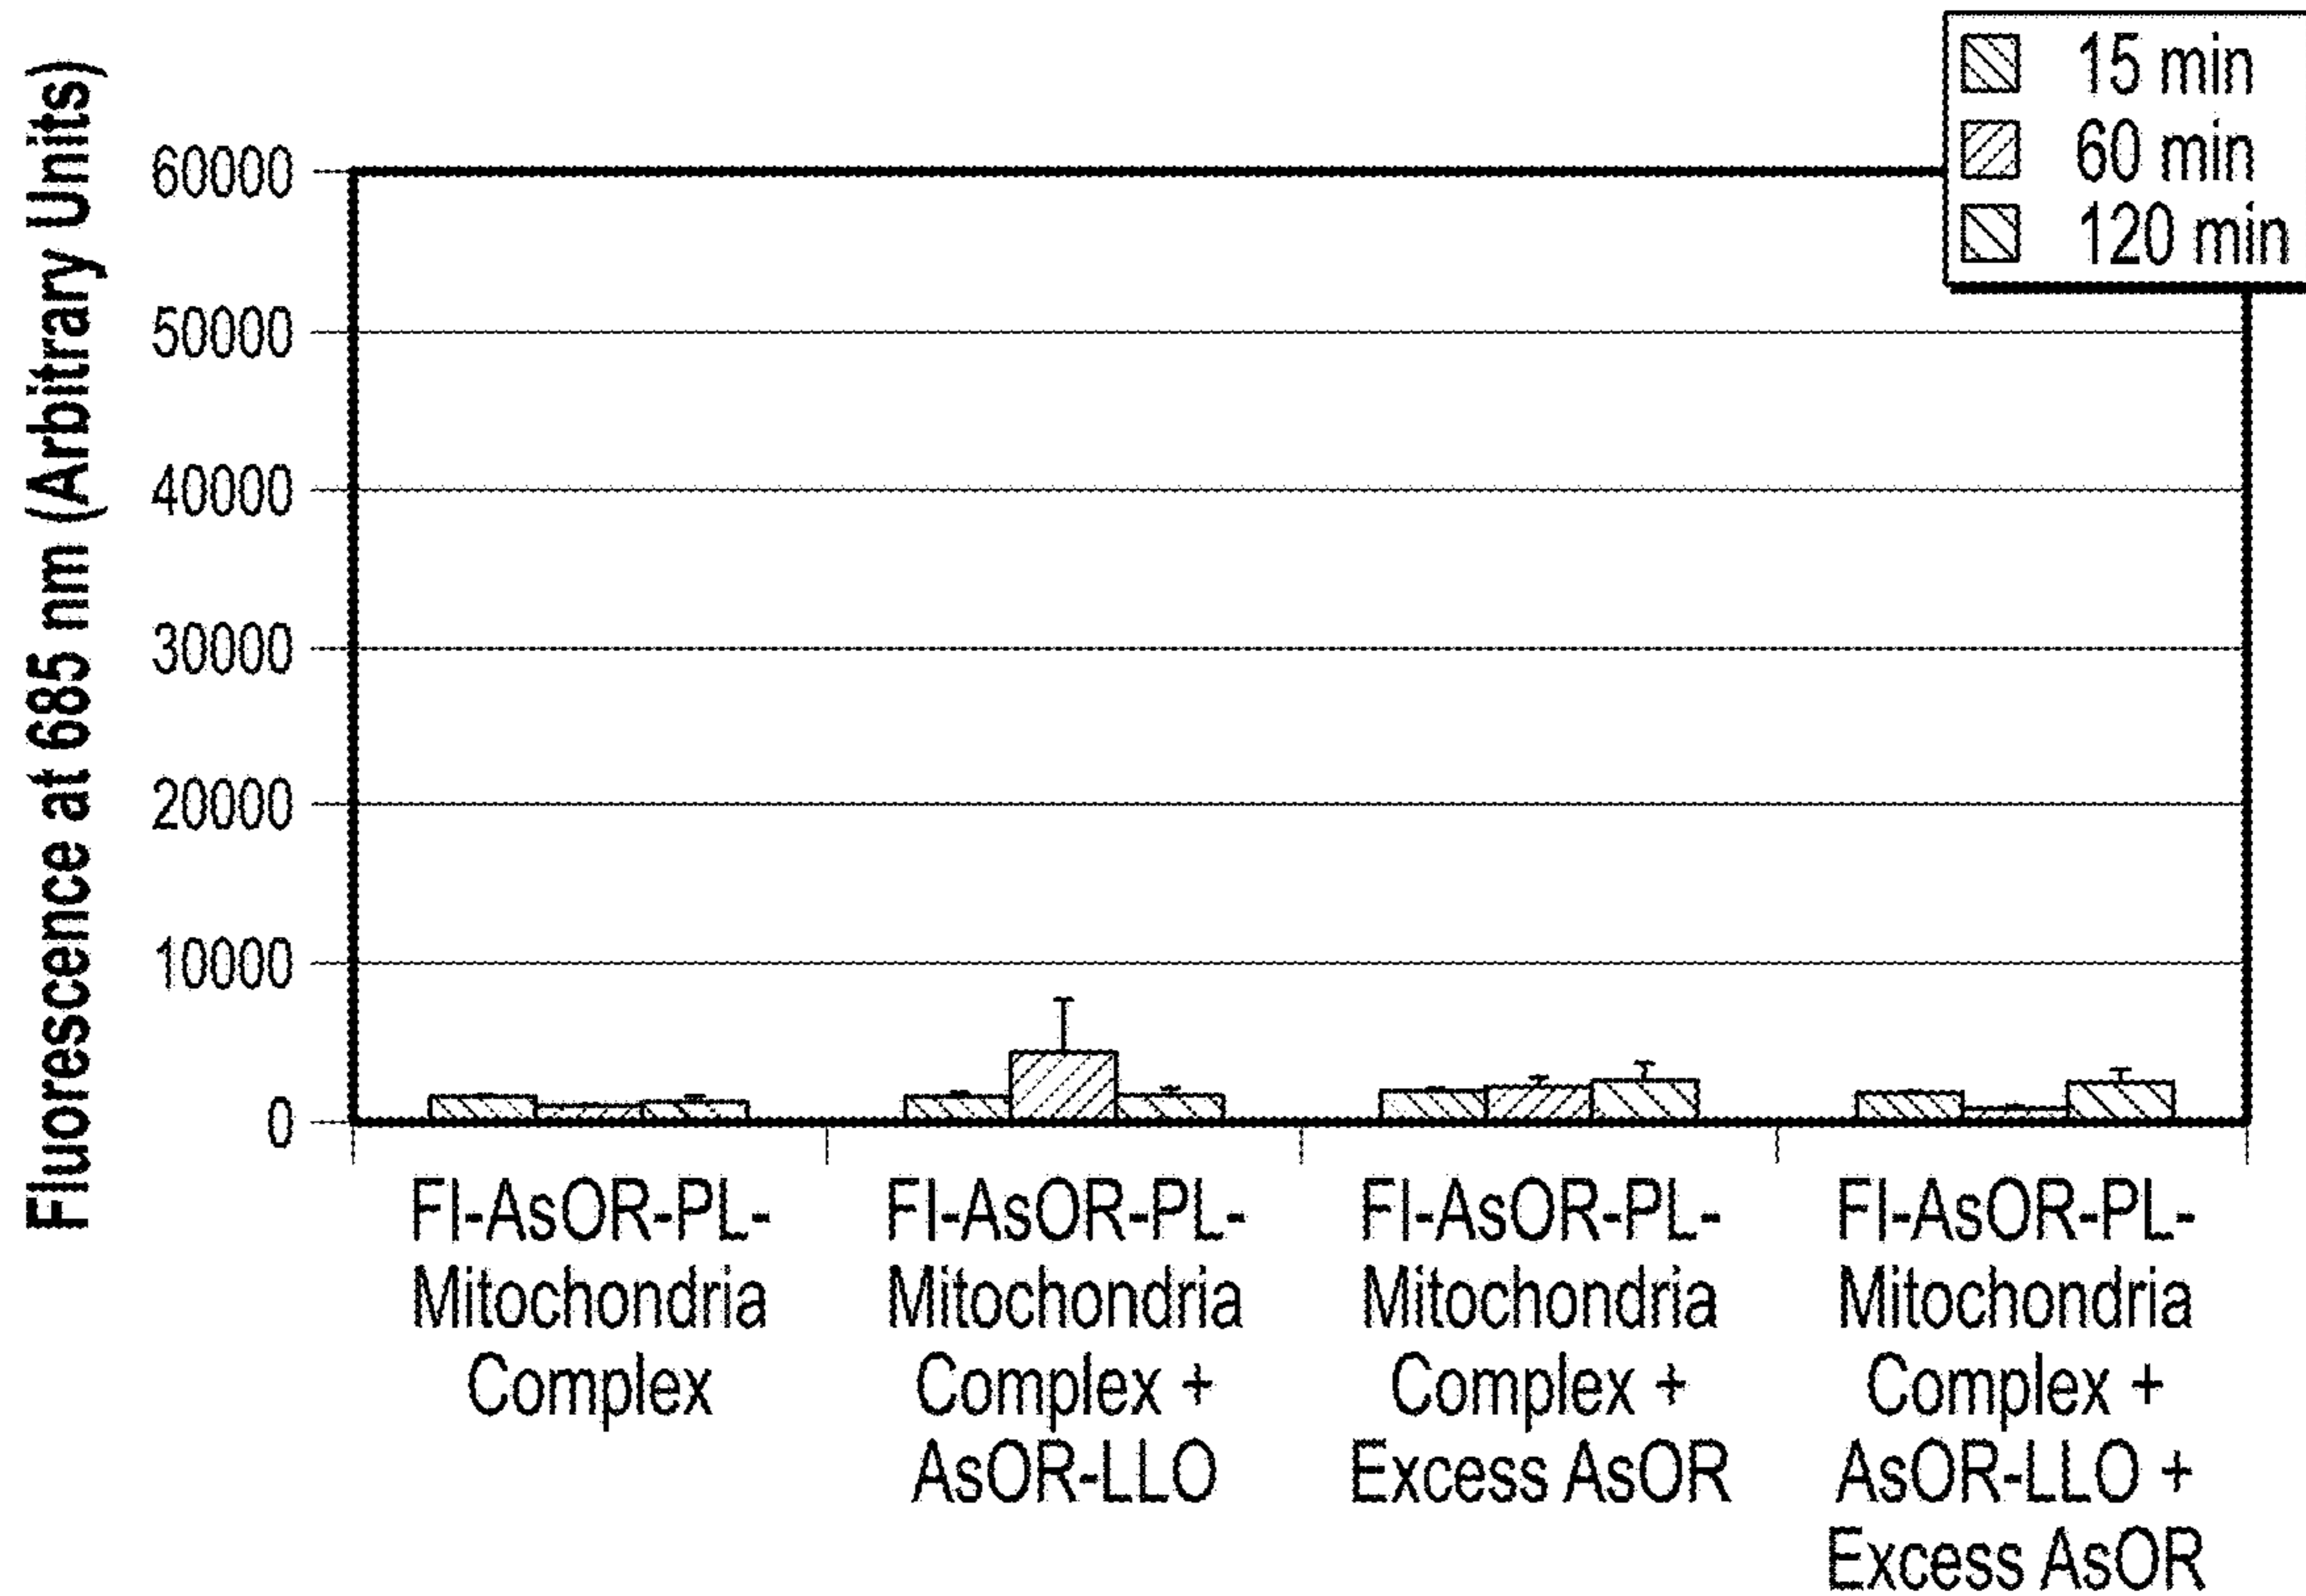 15 min
60 min
120 min
Fluorescence at 685 nm (Arbitrary Units)
60000
50000
40000
30000
20000
10000
0
Fl-AsOR-PL-
Mitochondria
Complex
Fl-AsOR-PL-
Mitochondria
Complex +
AsOR-LLO
Fl-AsOR-PL-
Mitochondria
Complex +
Excess AsOR
Fl-AsOR-PL-
Mitochondria
Complex +
AsOR-LLO +
Excess AsOR